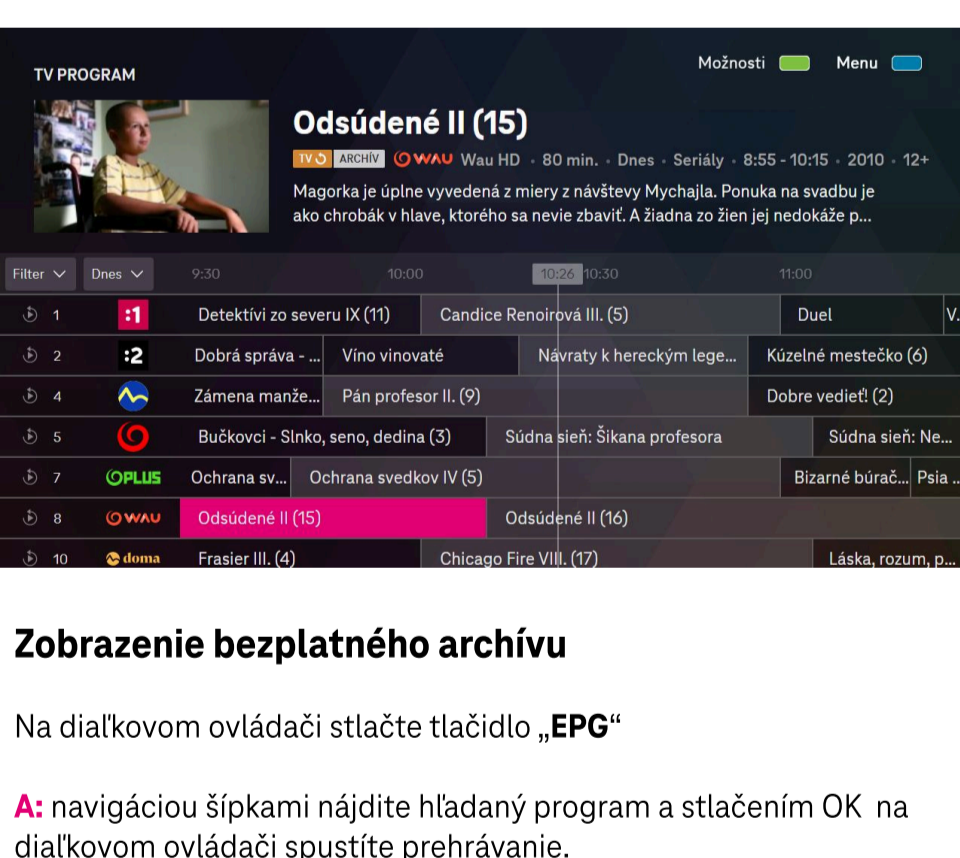 Možnosti Menu
TV PROGRAM
Odsúdené II (15)
TV ARCHÍV WAU Wau HD • 80 min. • Dnes • Seriály • 8:55 - 10:15 • 2010 • 12+
Magorka je úplne vyvedená z miery z návštevy Mychajla. Ponuka na svadbu je
ako chrobák v hlave, ktorého sa nevie zbaviť. A žiadna zo žien jej nedokáže p...
Filter Dnes 9:30 10:00 10:26 10:30 11:00
1 :1 Detektívi zo severu IX (11) Candice Renoirová III. (5) Duel V.
2 :2 Dobrá správa - ... Víno vinovaté Návraty k hereckým lege... Kúzelné mestečko (6)
4 Zámena manže... Pán profesor II. (9) Dobre vedieť! (2)
5 Bučkovci - Slnko, seno, dedina (3) Súdna sieň: Šikana profesora Súdna sieň: Ne...
7 PLUS Ochrana sv... Ochrana svedkov IV (5) Bizarné búrač... Psia ..
8 WAU Odsúdené II (15) Odsúdené II (16)
10 doma Frasier III. (4) Chicago Fire VIII. (17) Láska, rozum, p...
Zobrazenie bezplatného archívu
Na diaľkovom ovládači stlačte tlačidlo „EPG“
A: navigáciou šípkami nájdite hľadaný program a stlačením OK na
diaľkovom ovládači spustíte prehrávanie.